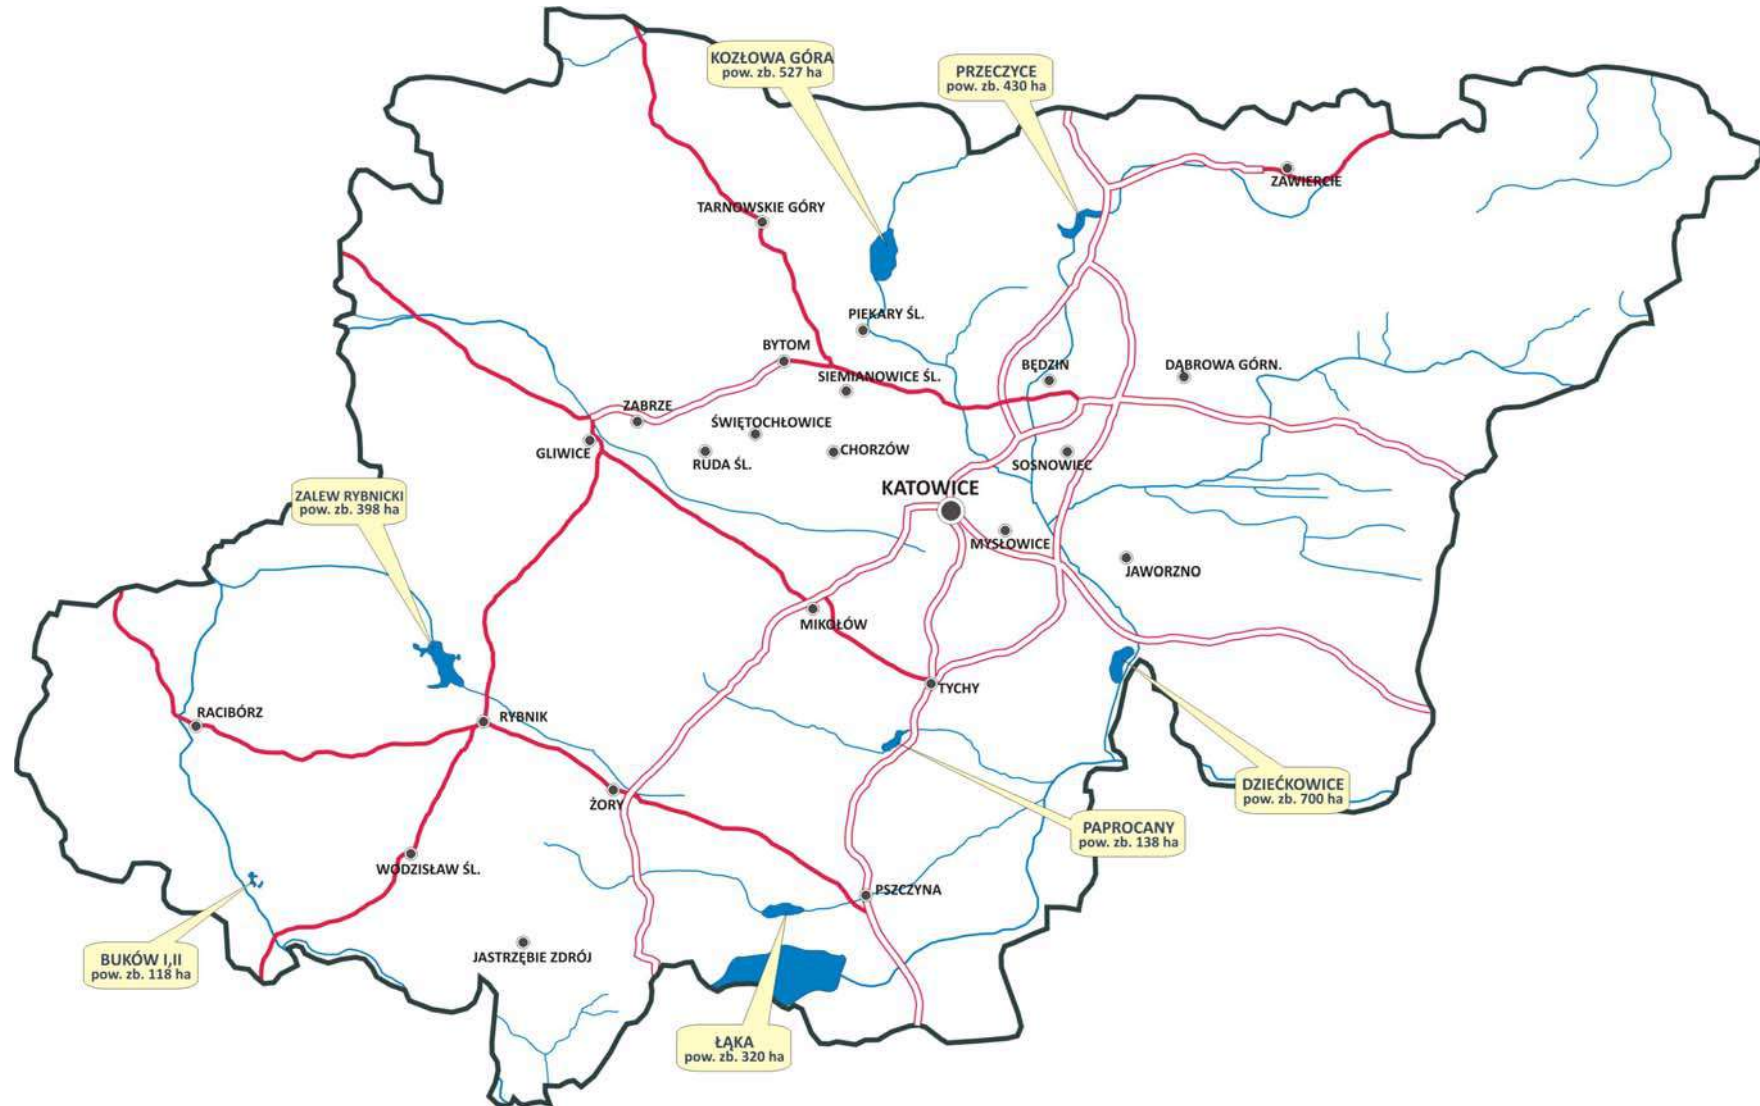 KOZŁOWA GÓRA
pow. zb. 527 ha
PRZECZYCE
pow. zb. 430 ha
ZAWIERCIE
TARNOWSKIE GÓRY
PIEKARY ŚL.
BYTOM
SIEMIANOWICE ŚL.
BĘDZIN
DĄBROWA GÓRN.
ZABRZE
ŚWIĘTOCHŁOWICE
GLIWICE
RUDA ŚL.
CHORZÓW
SOSNOWIEC
KATOWICE
ZALEW RYBNICKI
pow. zb. 398 ha
MYSŁOWICE
JAWORZNO
MIKOŁÓW
TYCHY
RACIBÓRZ
RYBNIK
DZIEĆKOWICE
pow. zb. 700 ha
ŻORY
PAPROCANY
pow. zb. 138 ha
WODZISŁAW ŚL.
PSZCZYNA
BUKÓW I,II
pow. zb. 118 ha
JASTRZĘBIE ZDRÓJ
ŁĄKA
pow. zb. 320 ha